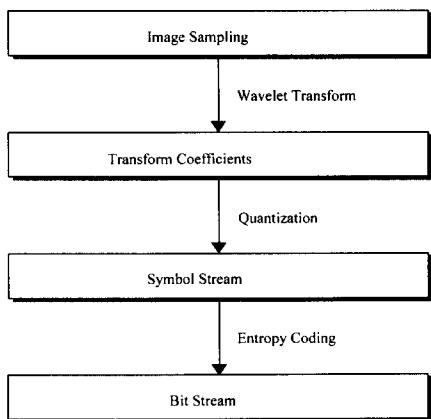 Image Sampling
Wavelet Transform
Transform Coefficients
Quantization
Symbol Stream
Entropy Coding
Bit Stream